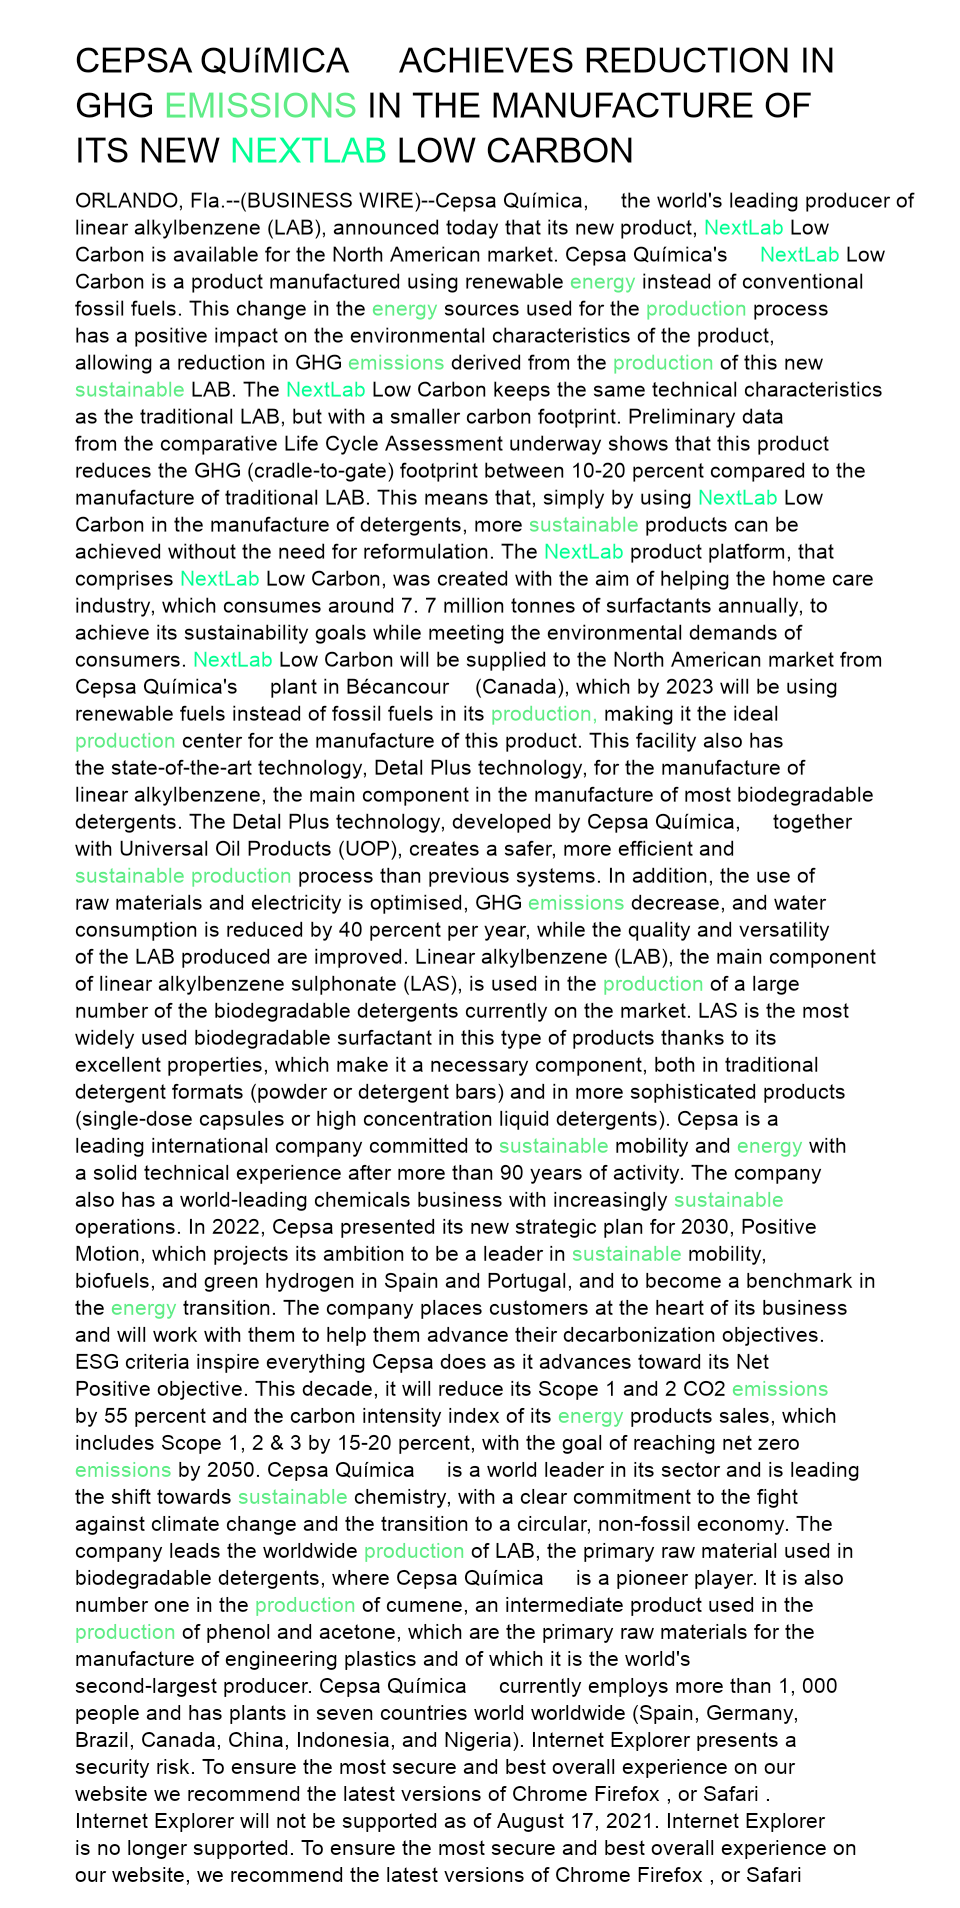 CEPSA QUíMICA ACHIEVES REDUCTION IN
GHG EMISSIONS IN THE MANUFACTURE OF
ITS NEW NEXTLAB LOW CARBON
ORLANDO, Fla.--(BUSINESS WIRE)--Cepsa Química, the world's leading producer of
linear alkylbenzene (LAB), announced today that its new product, NextLab Low
Carbon is available for the North American market. Cepsa Química's NextLab Low
Carbon is a product manufactured using renewable energy instead of conventional
fossil fuels. This change in the energy sources used for the production process
has a positive impact on the environmental characteristics of the product,
allowing a reduction in GHG emissions derived from the production of this new
sustainable LAB. The NextLab Low Carbon keeps the same technical characteristics
as the traditional LAB, but with a smaller carbon footprint. Preliminary data
from the comparative Life Cycle Assessment underway shows that this product
reduces the GHG (cradle-to-gate) footprint between 10-20 percent compared to the
manufacture of traditional LAB. This means that, simply by using NextLab Low
Carbon in the manufacture of detergents, more sustainable products can be
achieved without the need for reformulation. The NextLab product platform, that
comprises NextLab Low Carbon, was created with the aim of helping the home care
industry, which consumes around 7. 7 million tonnes of surfactants annually, to
achieve its sustainability goals while meeting the environmental demands of
consumers. NextLab Low Carbon will be supplied to the North American market from
Cepsa Química's plant in Bécancour (Canada), which by 2023 will be using
renewable fuels instead of fossil fuels in its production, making it the ideal
production center for the manufacture of this product. This facility also has
the state-of-the-art technology, Detal Plus technology, for the manufacture of
linear alkylbenzene, the main component in the manufacture of most biodegradable
detergents. The Detal Plus technology, developed by Cepsa Química, together
with Universal Oil Products (UOP), creates a safer, more efficient and
sustainable production process than previous systems. In addition, the use of
raw materials and electricity is optimised, GHG emissions decrease, and water
consumption is reduced by 40 percent per year, while the quality and versatility
of the LAB produced are improved. Linear alkylbenzene (LAB), the main component
of linear alkylbenzene sulphonate (LAS), is used in the production of a large
number of the biodegradable detergents currently on the market. LAS is the most
widely used biodegradable surfactant in this type of products thanks to its
excellent properties, which make it a necessary component, both in traditional
detergent formats (powder or detergent bars) and in more sophisticated products
(single-dose capsules or high concentration liquid detergents). Cepsa is a
leading international company committed to sustainable mobility and energy with
a solid technical experience after more than 90 years of activity. The company
also has a world-leading chemicals business with increasingly sustainable
operations. In 2022, Cepsa presented its new strategic plan for 2030, Positive
Motion, which projects its ambition to be a leader in sustainable mobility,
biofuels, and green hydrogen in Spain and Portugal, and to become a benchmark in
the energy transition. The company places customers at the heart of its business
and will work with them to help them advance their decarbonization objectives.
ESG criteria inspire everything Cepsa does as it advances toward its Net
Positive objective. This decade, it will reduce its Scope 1 and 2 CO2 emissions
by 55 percent and the carbon intensity index of its energy products sales, which
includes Scope 1, 2 & 3 by 15-20 percent, with the goal of reaching net zero
emissions by 2050. Cepsa Química is a world leader in its sector and is leading
the shift towards sustainable chemistry, with a clear commitment to the fight
against climate change and the transition to a circular, non-fossil economy. The
company leads the worldwide production of LAB, the primary raw material used in
biodegradable detergents, where Cepsa Química is a pioneer player. It is also
number one in the production of cumene, an intermediate product used in the
production of phenol and acetone, which are the primary raw materials for the
manufacture of engineering plastics and of which it is the world's
second-largest producer. Cepsa Química currently employs more than 1, 000
people and has plants in seven countries world worldwide (Spain, Germany,
Brazil, Canada, China, Indonesia, and Nigeria). Internet Explorer presents a
security risk. To ensure the most secure and best overall experience on our
website we recommend the latest versions of Chrome Firefox , or Safari .
Internet Explorer will not be supported as of August 17, 2021. Internet Explorer
is no longer supported. To ensure the most secure and best overall experience on
our website, we recommend the latest versions of Chrome Firefox , or Safari